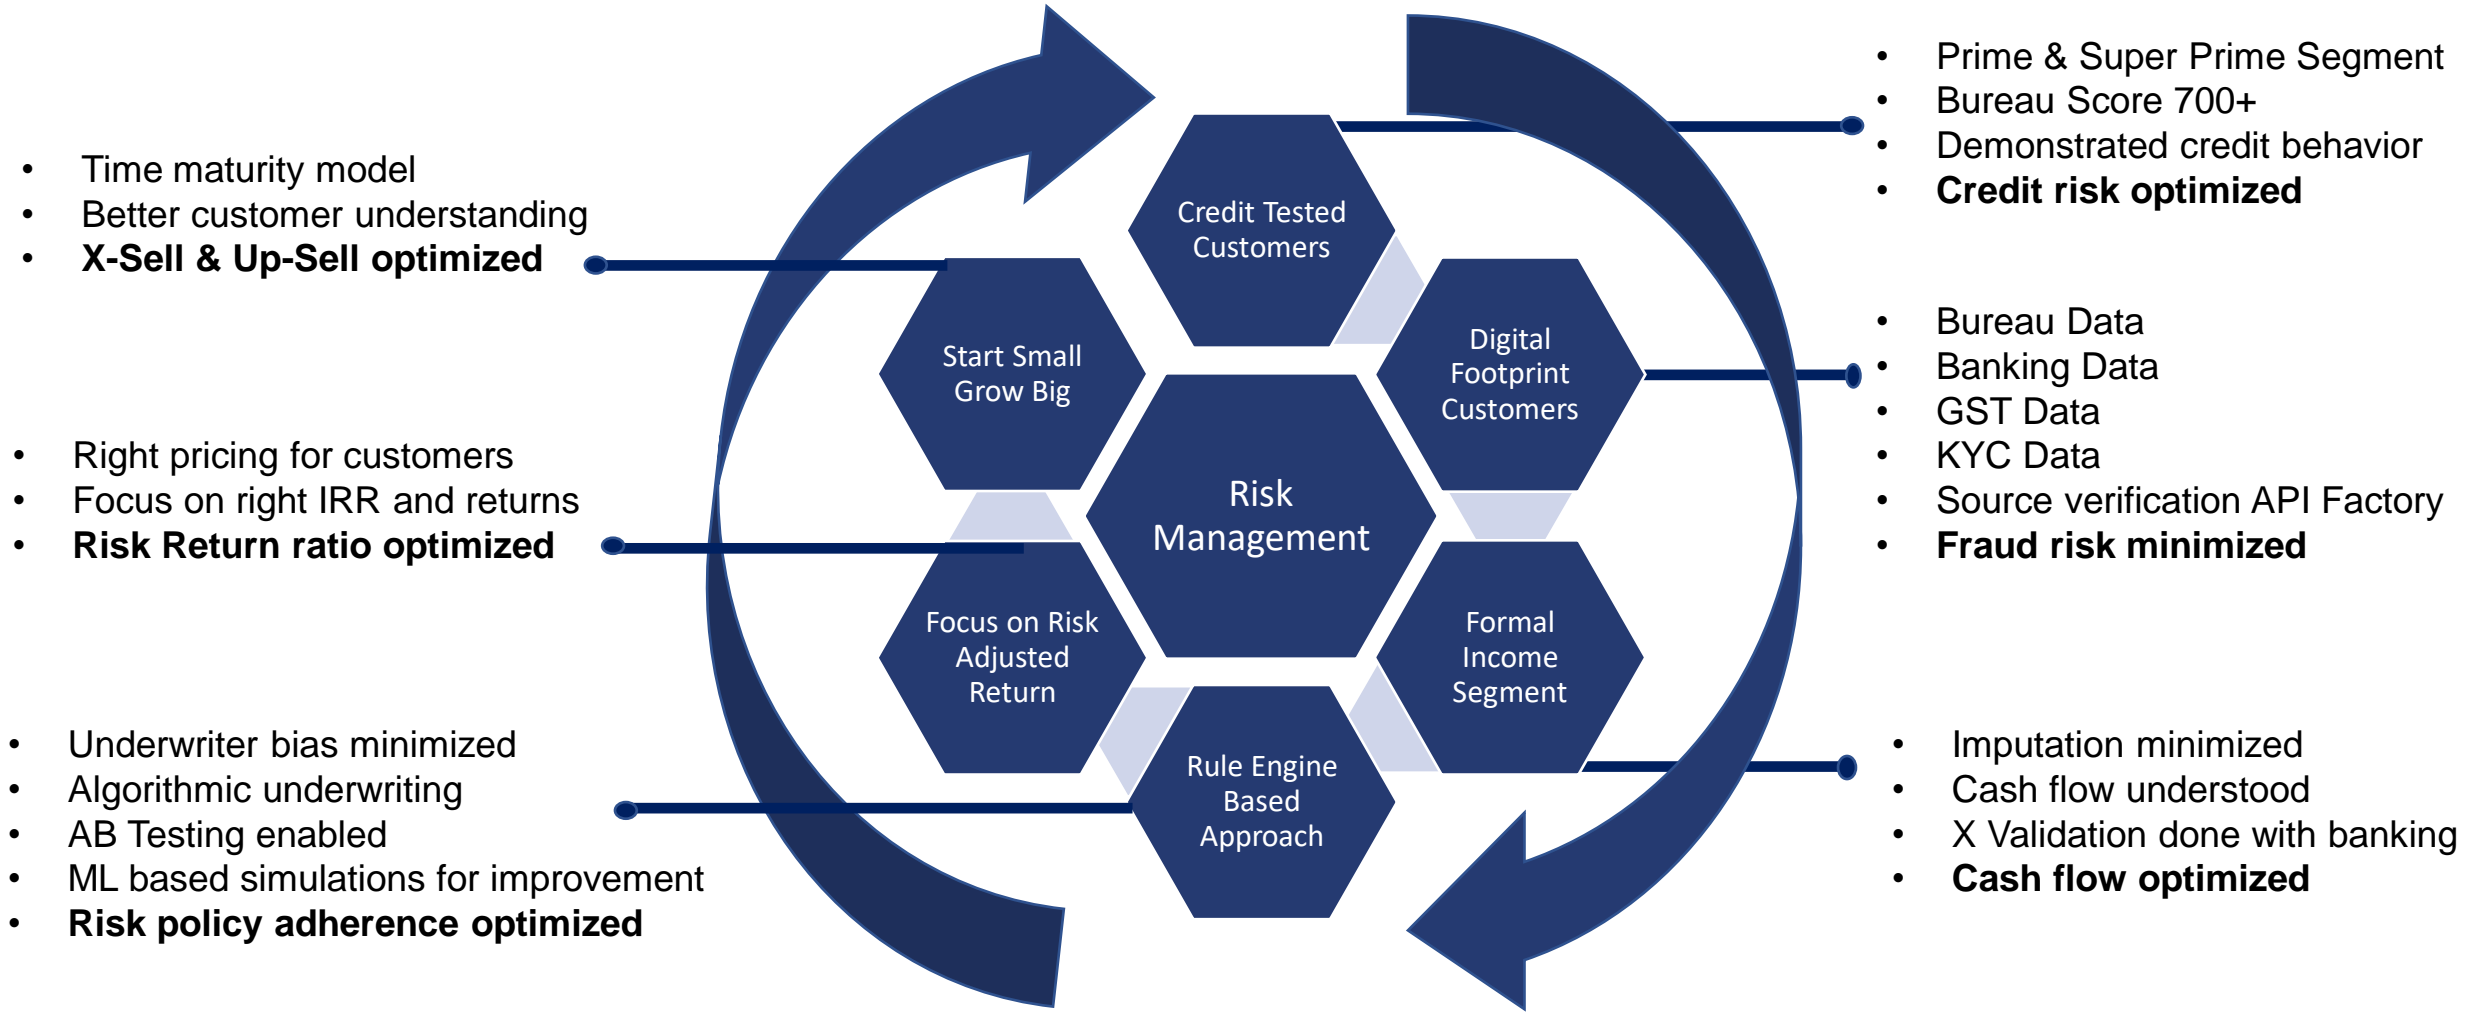 Prime & Super Prime Segment
Bureau Score 700+
Demonstrated credit behavior
Credit risk optimized
Time maturity model
Better customer understanding
X-Sell & Up-Sell optimized
Credit Tested
Customers
Bureau Data
Banking Data
GST Data
KYC Data
Source verification API Factory
Fraud risk minimized
Digital
Footprint
Customers
Start Small
Grow Big
Right pricing for customers
Focus on right IRR and returns
Risk Return ratio optimized
Risk
Management
Focus on Risk
Adjusted
Return
Formal
Income
Segment
Underwriter bias minimized
Algorithmic underwriting
AB Testing enabled
ML based simulations for improvement
Risk policy adherence optimized
Rule Engine
Based
Approach
Imputation minimized
Cash flow understood
X Validation done with banking
Cash flow optimized